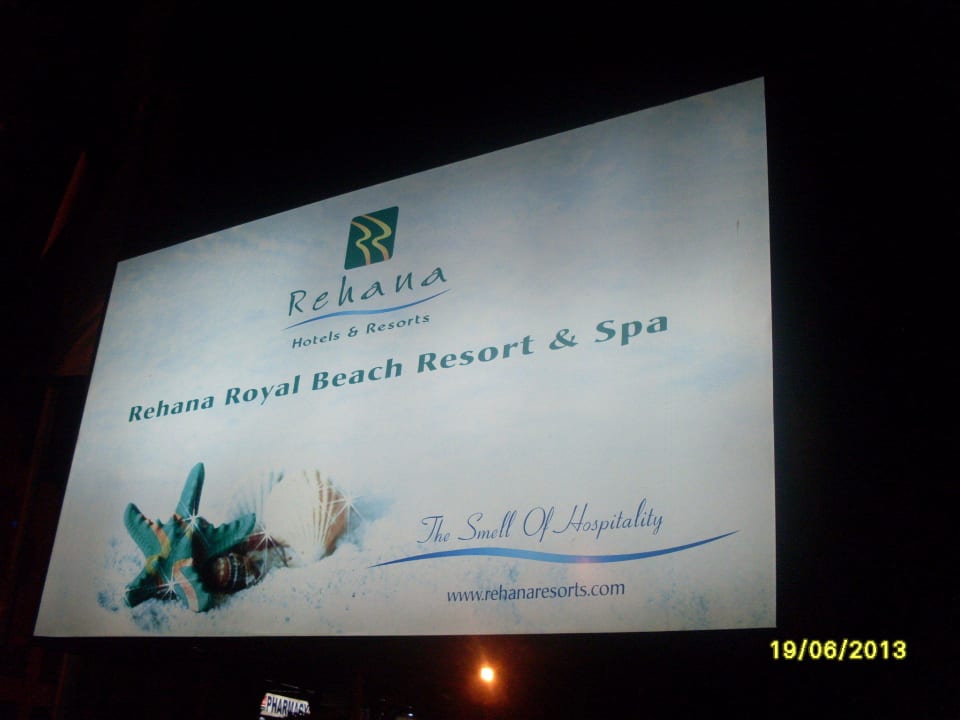 Rehana
Hotels & Resorts
Rehana Royal Beach Resort & Spa
The Smell Of Hospitality
www.rehanaresorts.com
19/06/2013
PHARMACY